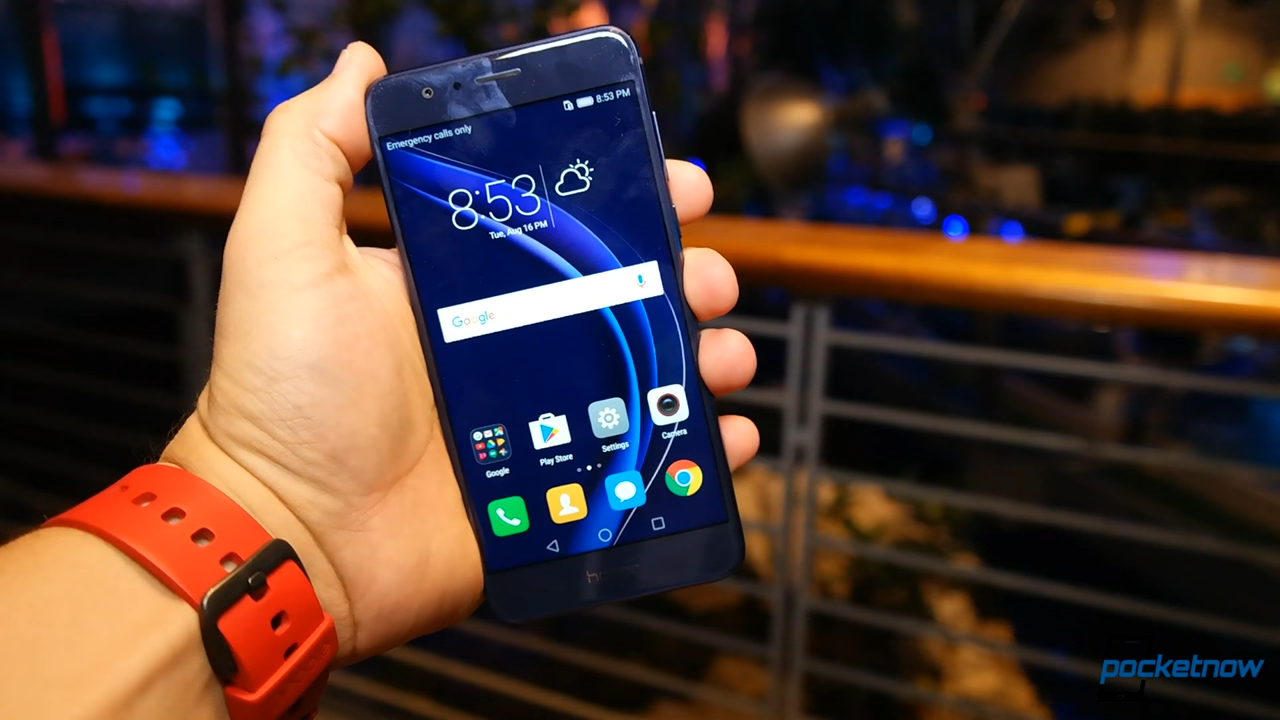 8:53 PM
Emergency calls only
8:53
Tue, Aug 16 PM
Google
Google
Play Store
Settings
Camera
honor
pocketnow